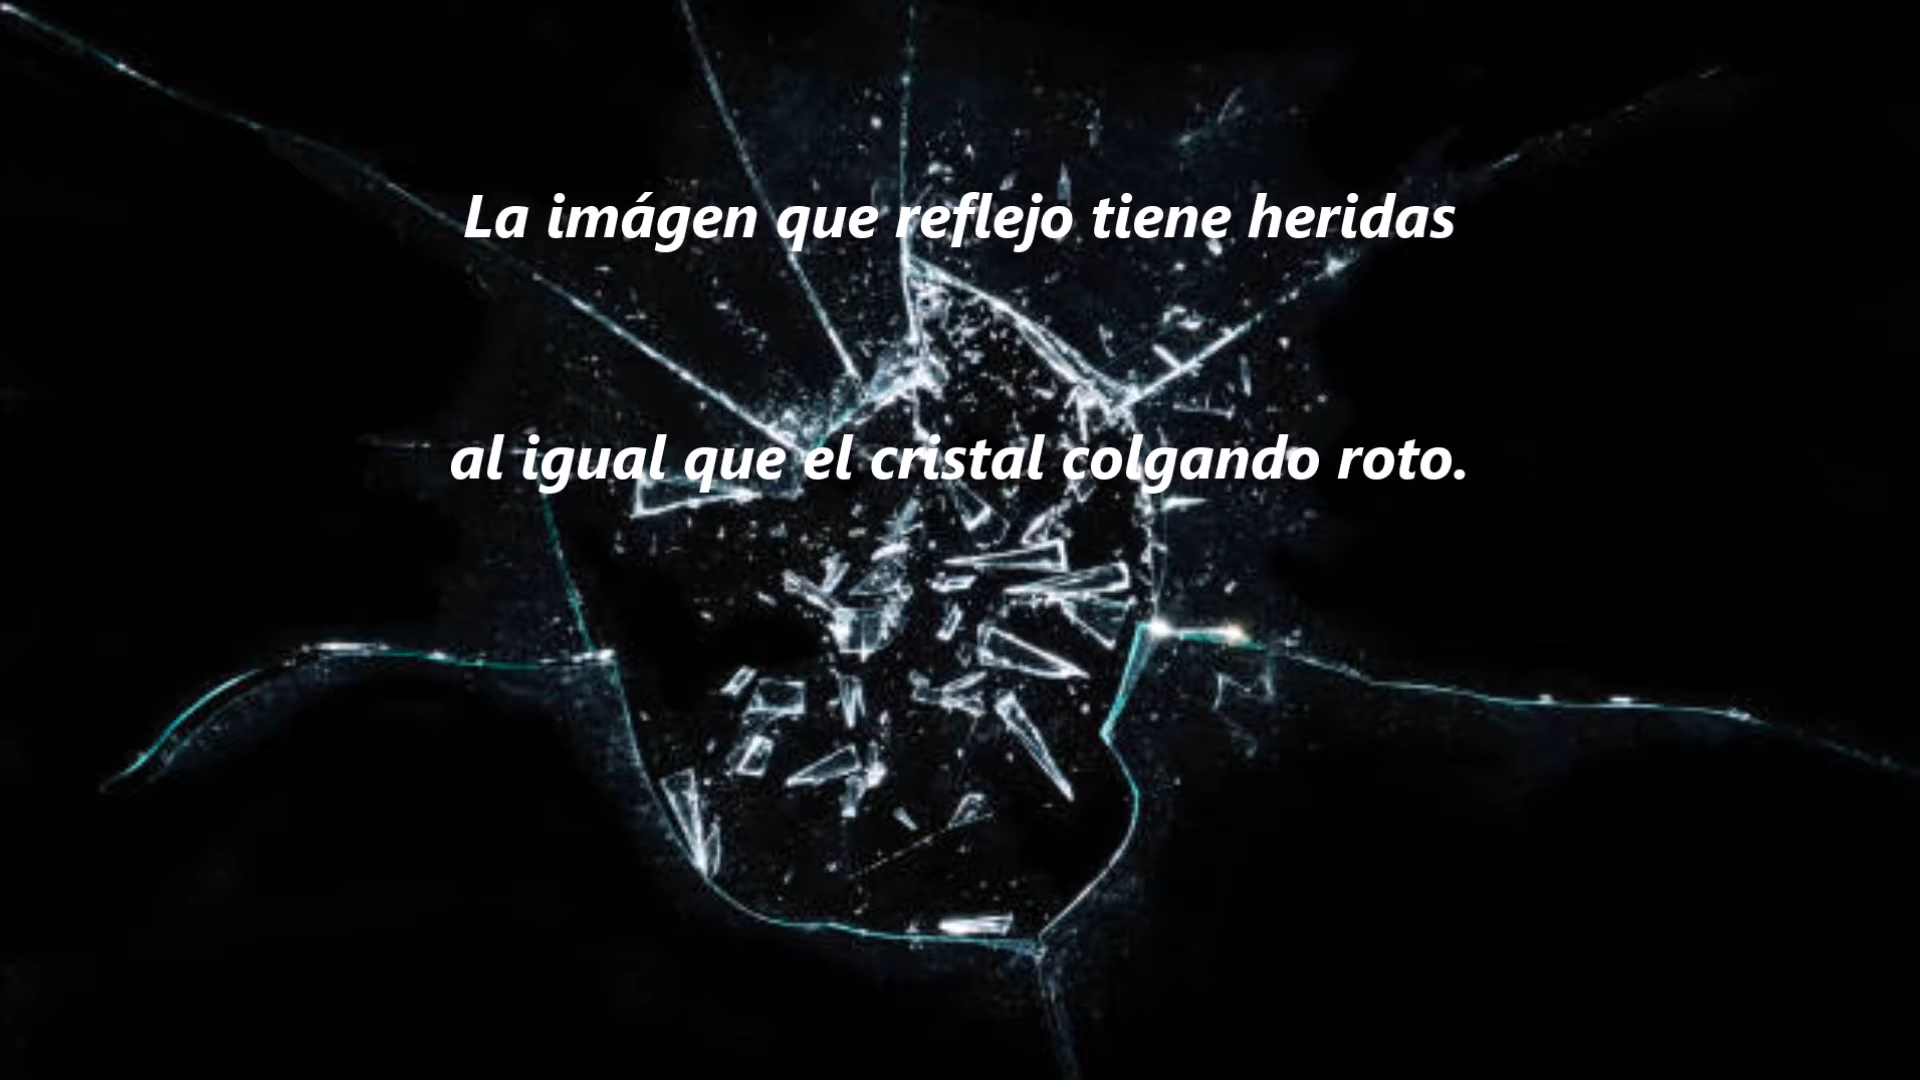 La imágen que reflejo tiene heridas
al igual que el cristal colgando roto.